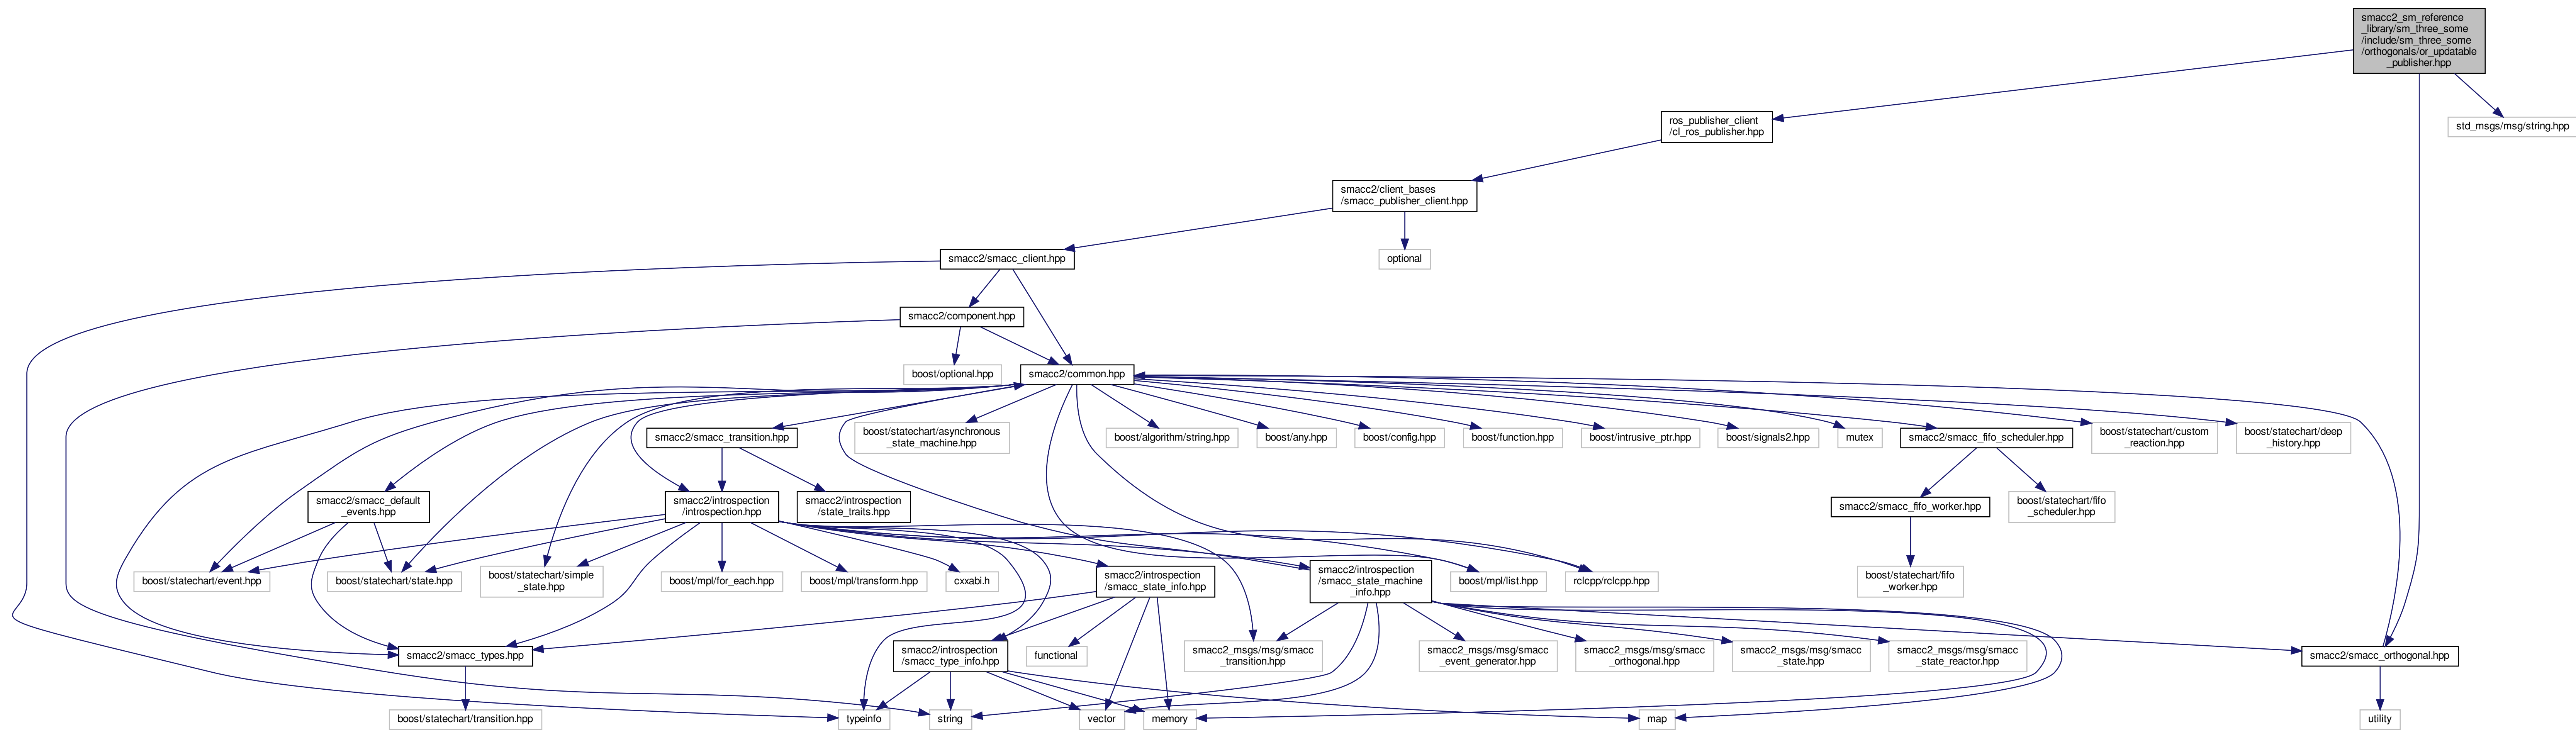 smacc2_sm_reference
_library/sm_three_some
/include/sm_three_some
/orthogonals/or_updatable
_publisher.hpp
ros_publisher_client
/cl_ros_publisher.hpp
std_msgs/msg/string.hpp
smacc2/client_bases
/smacc_publisher_client.hpp
smacc2/smacc_client.hpp
optional
smacc2/component.hpp
boost/optional.hpp
smacc2/common.hpp
smacc2/smacc_transition.hpp
boost/statechart/asynchronous
_state_machine.hpp
boost/algorithm/string.hpp
boost/any.hpp
boost/config.hpp
boost/function.hpp
boost/intrusive_ptr.hpp
boost/signals2.hpp
mutex
smacc2/smacc_fifo_scheduler.hpp
boost/statechart/custom
_reaction.hpp
boost/statechart/deep
_history.hpp
smacc2/smacc_default
_events.hpp
smacc2/introspection
/introspection.hpp
smacc2/introspection
/state_traits.hpp
smacc2/smacc_fifo_worker.hpp
boost/statechart/fifo
_scheduler.hpp
boost/statechart/event.hpp
boost/statechart/state.hpp
boost/statechart/simple
_state.hpp
boost/mpl/for_each.hpp
boost/mpl/transform.hpp
cxxabi.h
smacc2/introspection
/smacc_state_info.hpp
smacc2/introspection
/smacc_state_machine
_info.hpp
boost/mpl/list.hpp
rclcpp/rclcpp.hpp
boost/statechart/fifo
_worker.hpp
smacc2/smacc_types.hpp
smacc2/introspection
/smacc_type_info.hpp
functional
smacc2_msgs/msg/smacc
_transition.hpp
smacc2_msgs/msg/smacc
_event_generator.hpp
smacc2_msgs/msg/smacc
_orthogonal.hpp
smacc2_msgs/msg/smacc
_state.hpp
smacc2_msgs/msg/smacc
_state_reactor.hpp
smacc2/smacc_orthogonal.hpp
boost/statechart/transition.hpp
typeinfo
string
vector
memory
map
utility